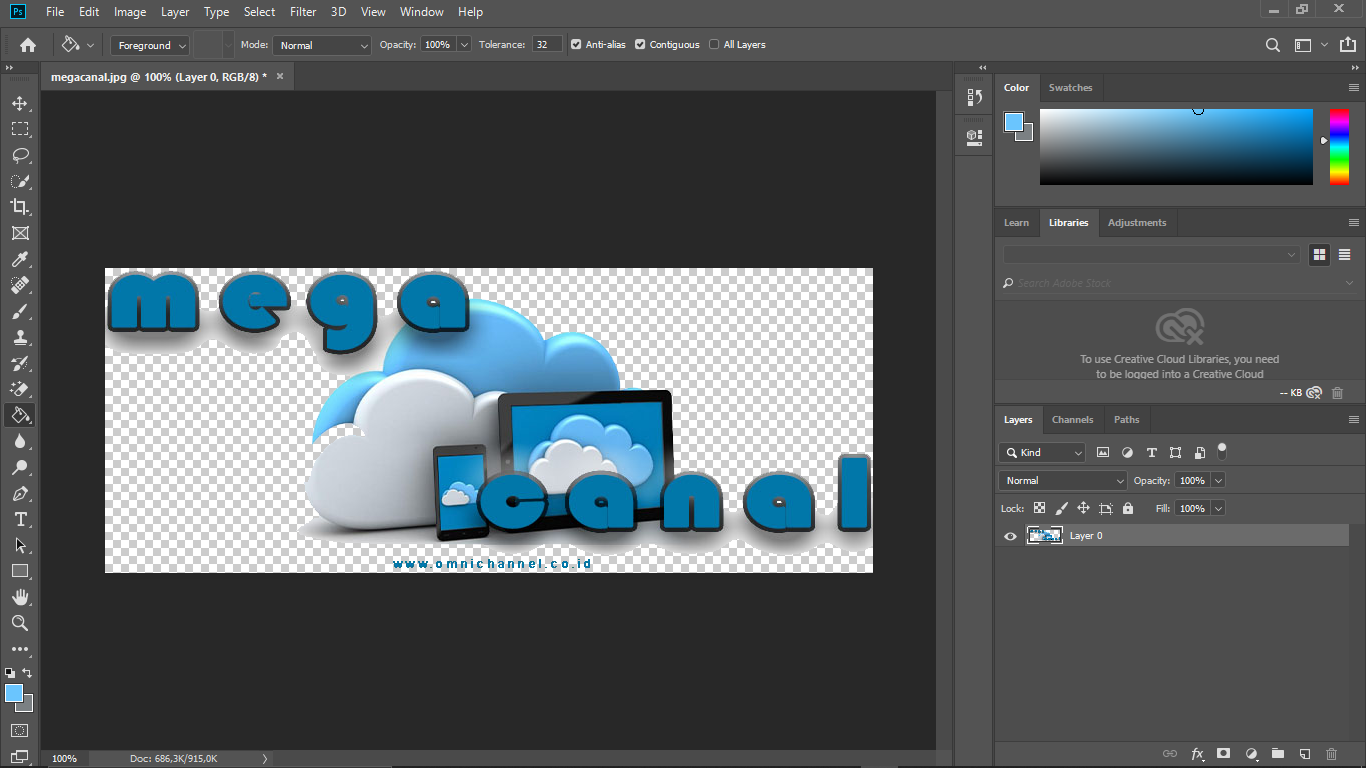 Ps File Edit Image Layer Type Select Filter 3D View Window Help
Foreground Mode: Normal Opacity: 100% Tolerance: 32 Anti-alias Contiguous All Layers
megacanal.jpg @ 100% (Layer 0, RGB/8) *
Color Swatches
mega
canal
www.omnichannel.co.id
Learn Libraries Adjustments
Search Adobe Stock
To use Creative Cloud Libraries, you need
to be logged into a Creative Cloud
-- KB
Layers Channels Paths
Kind
Normal Opacity: 100%
Lock: Fill: 100%
Layer 0
fx
100% Doc: 686,3K/915,0K